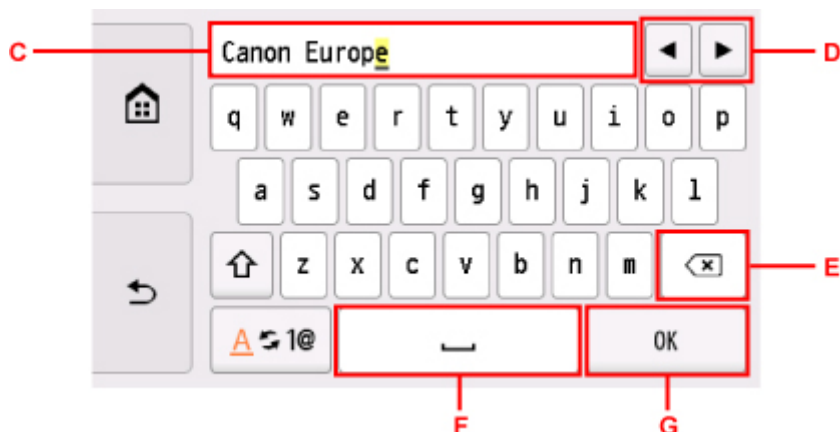 C
Canon Europe
D
q w e r t y u i o p
a s d f g h j k l
z x c v b n m
E
A 1@
OK
F
G